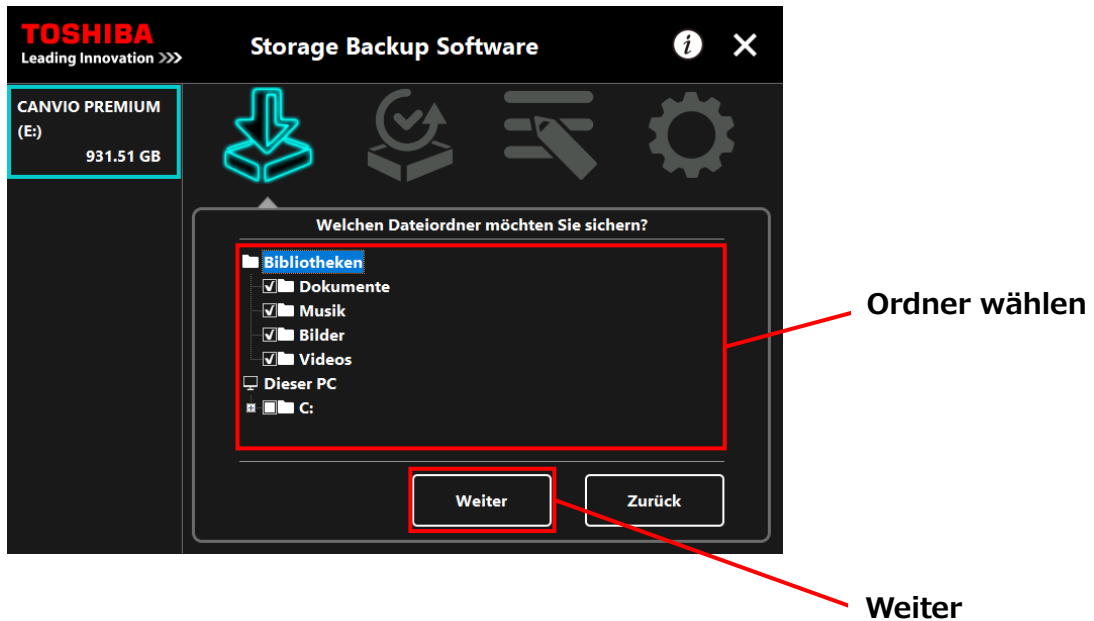 TOSHIBA
Leading Innovation >>>
Storage Backup Software
i
CANVIO PREMIUM
(E:)
931.51 GB
Welchen Dateiordner möchten Sie sichern?
Bibliotheken
Dokumente
Musik
Bilder
Videos
Dieser PC
C:
Weiter
Zurück
Ordner wählen
Weiter